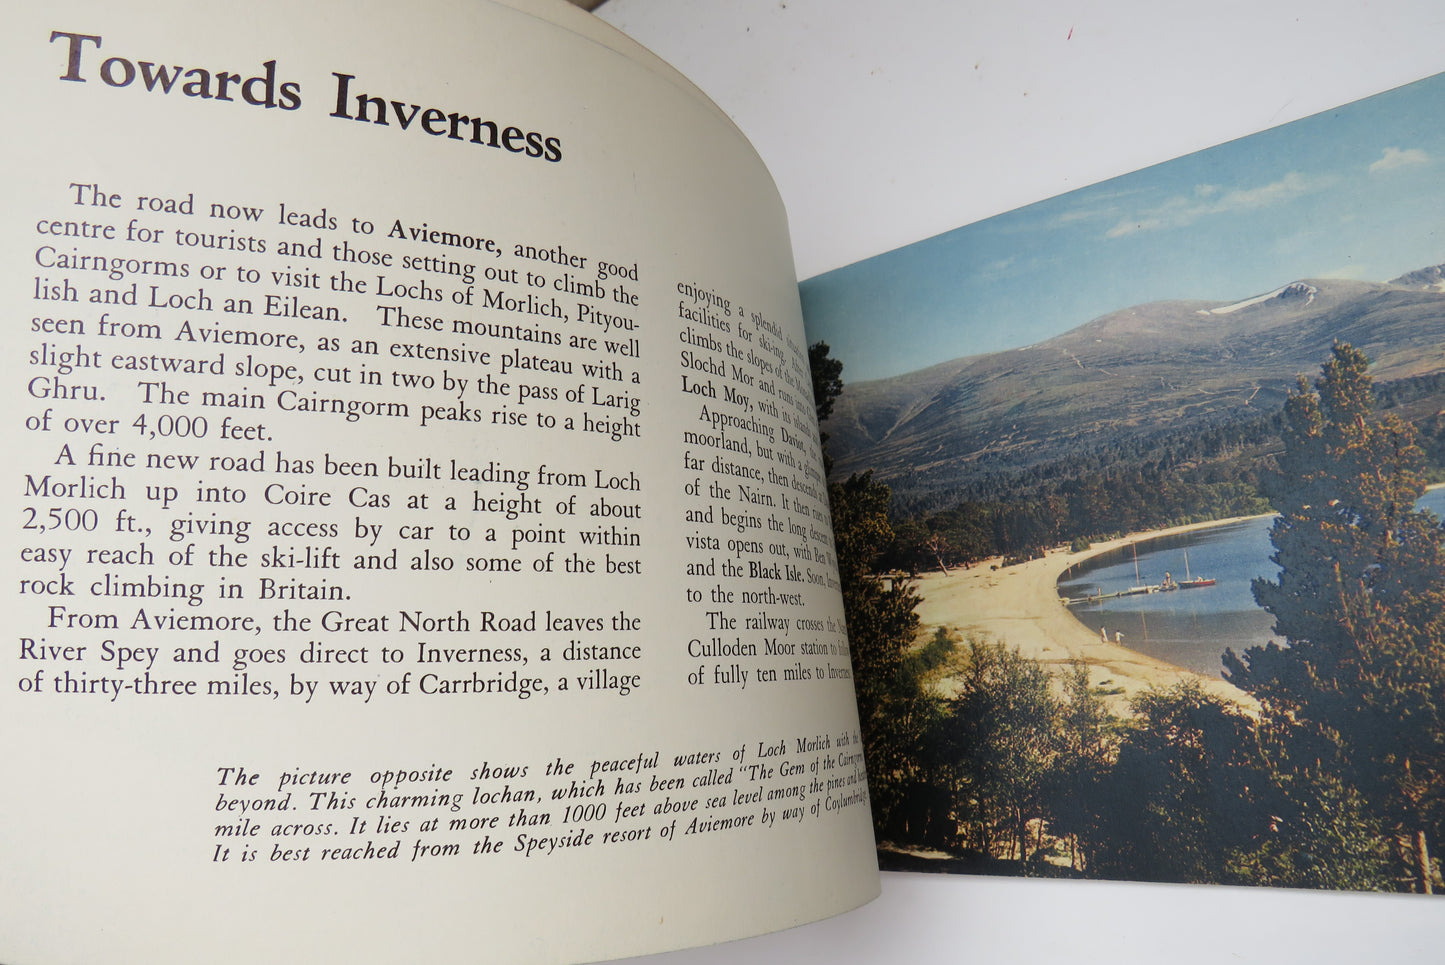 Towards Inverness
The road now leads to Aviemore, another good
centre for tourists and those setting out to climb the
Cairngorms or to visit the Lochs of Morlich, Pityou-
lish and Loch an Eilean. These mountains are well
seen from Aviemore, as an extensive plateau with a
slight eastward slope, cut in two by the pass of Larig
Ghru. The main Cairngorm peaks rise to a height
of over 4,000 feet.
A fine new road has been built leading from Loch
Morlich up into Coire Cas at a height of about
2,500 ft., giving access by car to a point within
easy reach of the ski-lift and also some of the best
rock climbing in Britain.
From Aviemore, the Great North Road leaves the
River Spey and goes direct to Inverness, a distance
of thirty-three miles, by way of Carrbridge, a village
enjoying a splendid
facilities for ski-ing.
climbs the slopes of the
Slochd Mor and runs into
Loch Moy, with its islands
Approaching Daviot, the
moorland, but with a glimpse
far distance, then descends
of the Nairn. It then
and begins the long descent
vista opens out, with Ben
and the Black Isle. Soon,
to the north-west.
The railway crosses the
Culloden Moor station to
of fully ten miles to Inverness.
The picture opposite shows the peaceful waters of Loch Morlich with the
beyond. This charming lochan, which has been called "The Gem of the
mile across. It lies at more than 1000 feet above sea level among the pines and
It is best reached from the Speyside resort of Aviemore by way of Coylumbridge